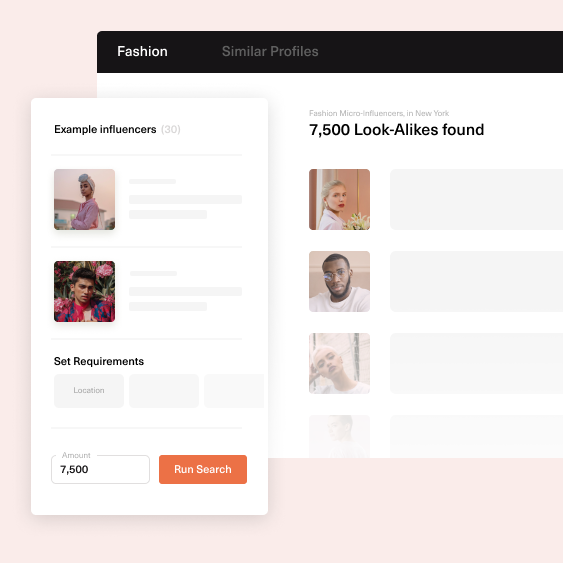 Fashion
Similar Profiles
Example influencers (30)
Set Requirements
Location
Amount
7,500
Run Search
Fashion Micro-influencers, in New York
7,500 Look-Alikes found